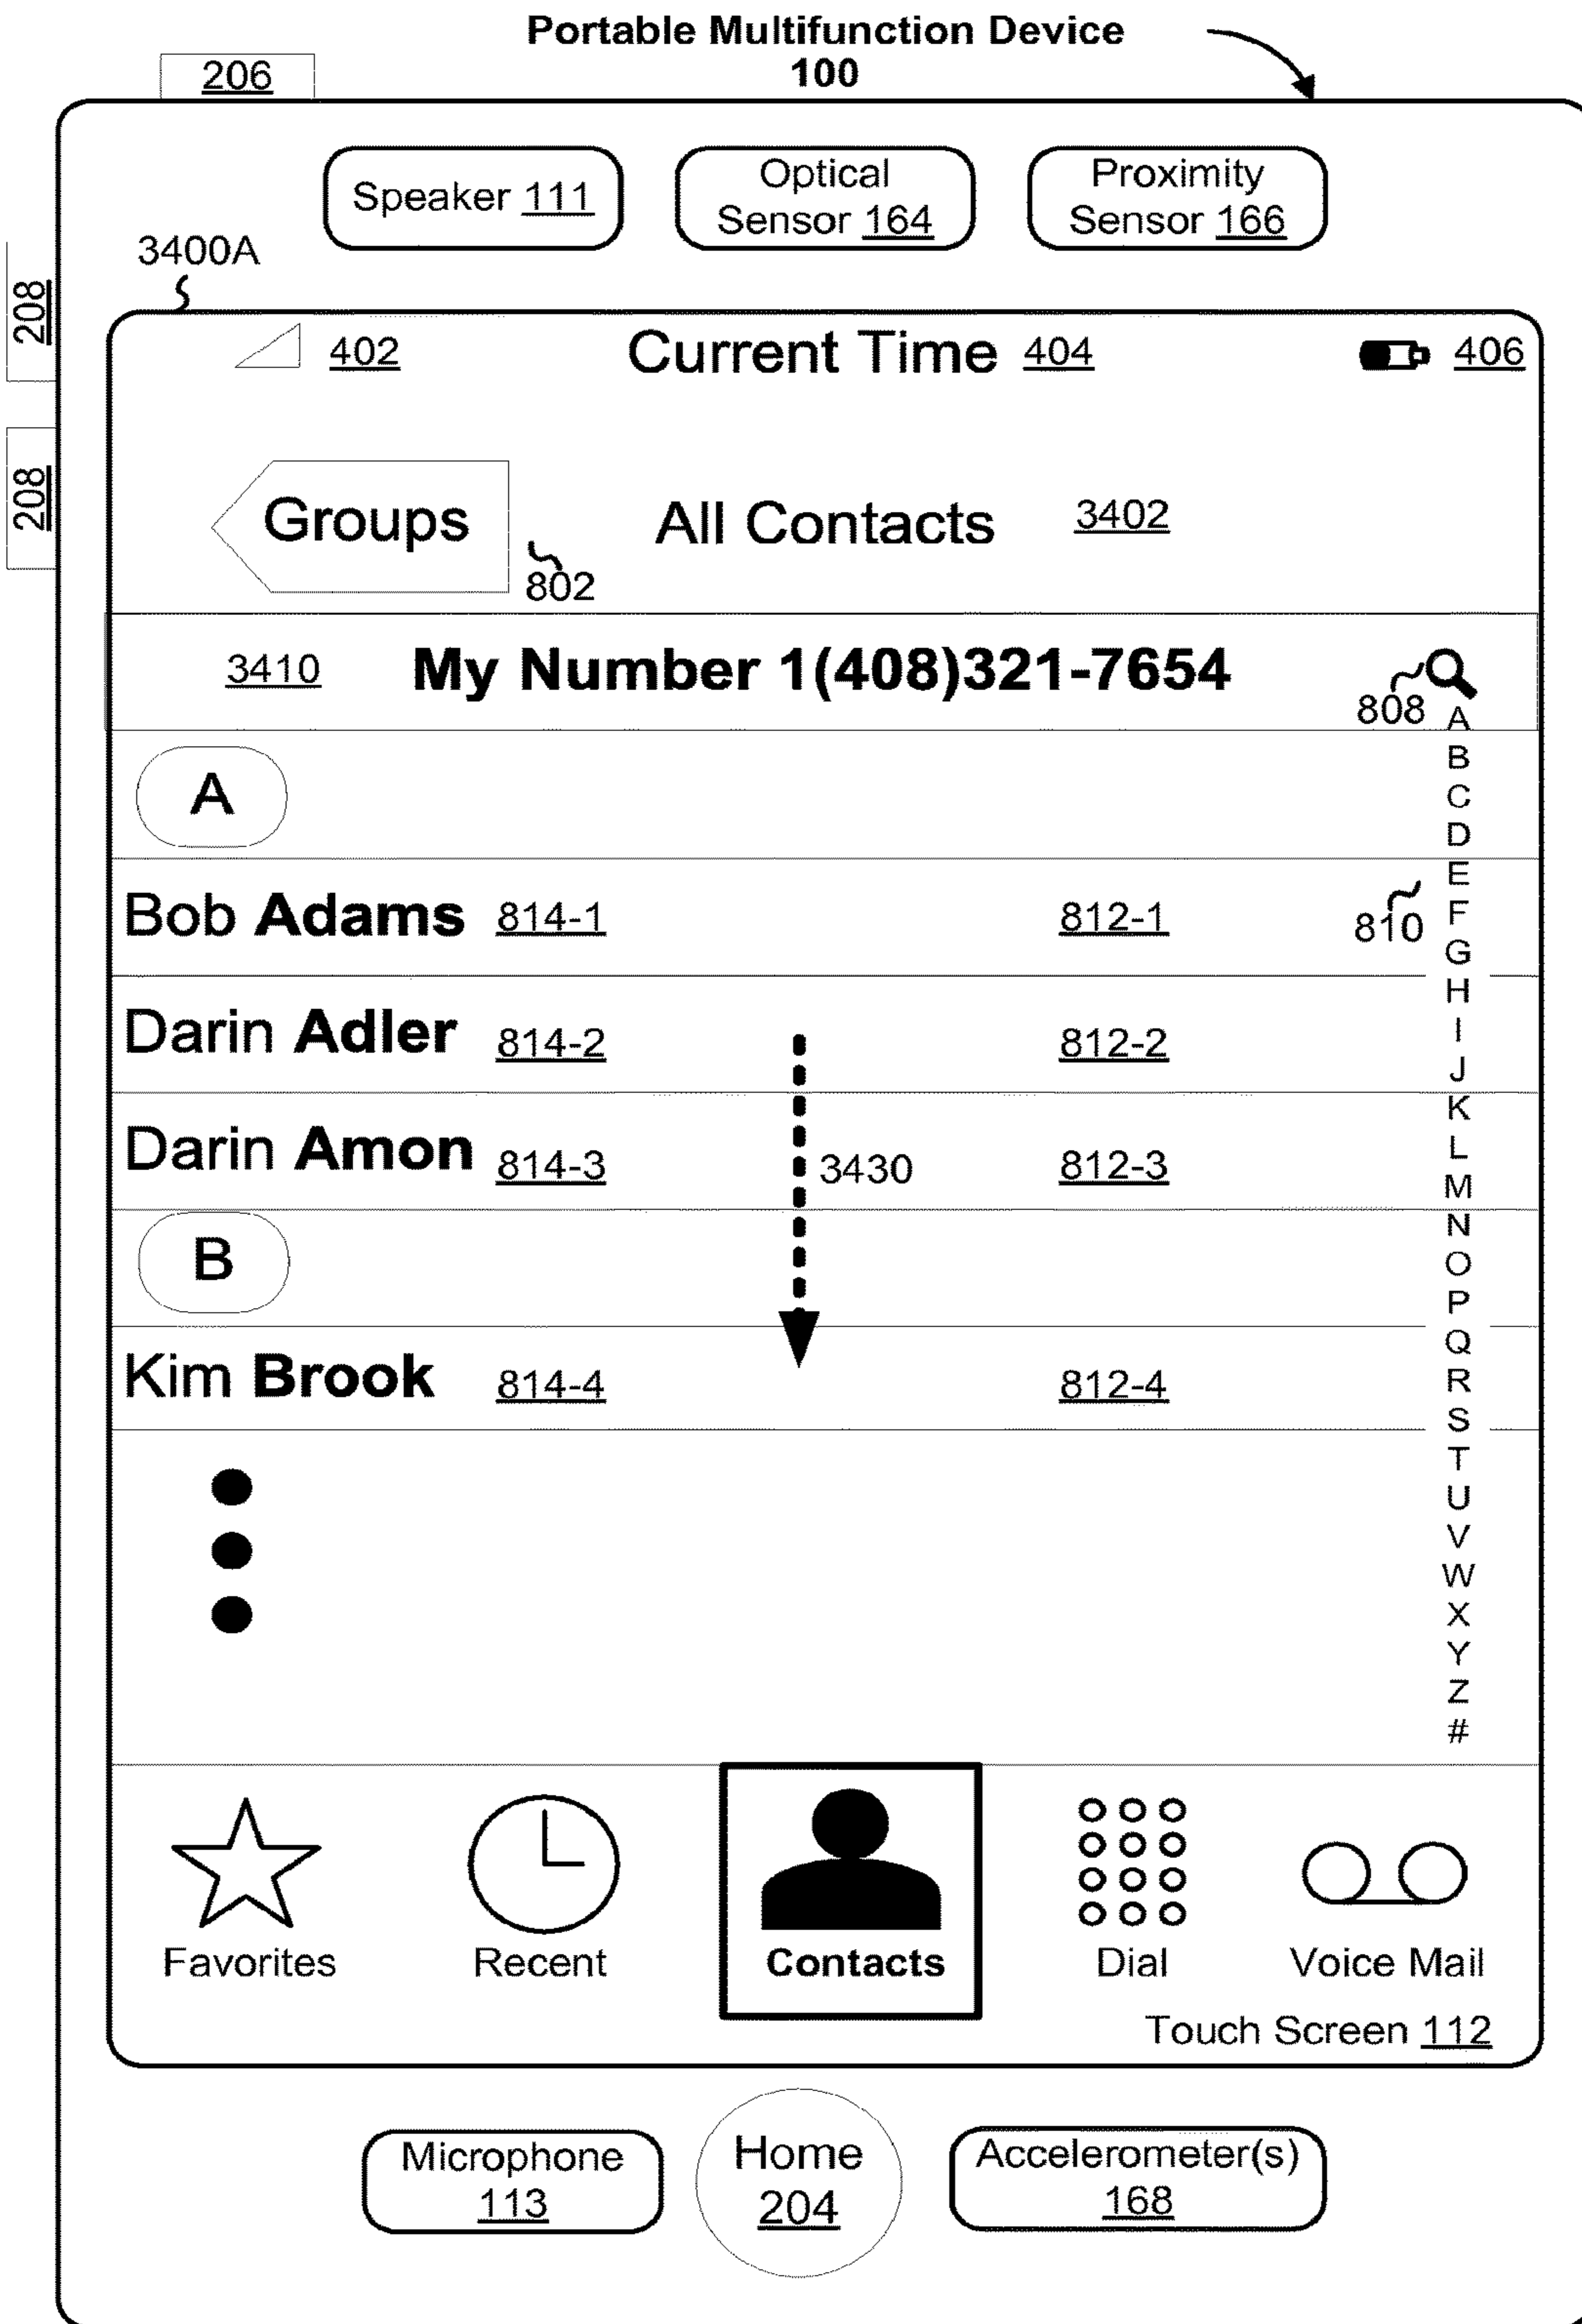 Portable Multifunction Device
100
206
Speaker 111
Optical
Sensor 164
Proximity
Sensor 166
3400A
208
208
402
Current Time 404
406
Groups
802
All Contacts
3402
3410
My Number 1(408)321-7654
808
A
B
C
D
E
F
G
H
I
J
K
L
M
N
O
P
Q
R
S
T
U
V
W
X
Y
Z
#
810
A
Bob Adams 814-1 812-1
Darin Adler 814-2 812-2
Darin Amon 814-3 3430 812-3
B
Kim Brook 814-4 812-4
Favorites
Recent
Contacts
Dial
Voice Mail
Touch Screen 112
Microphone
113
Home
204
Accelerometer(s)
168